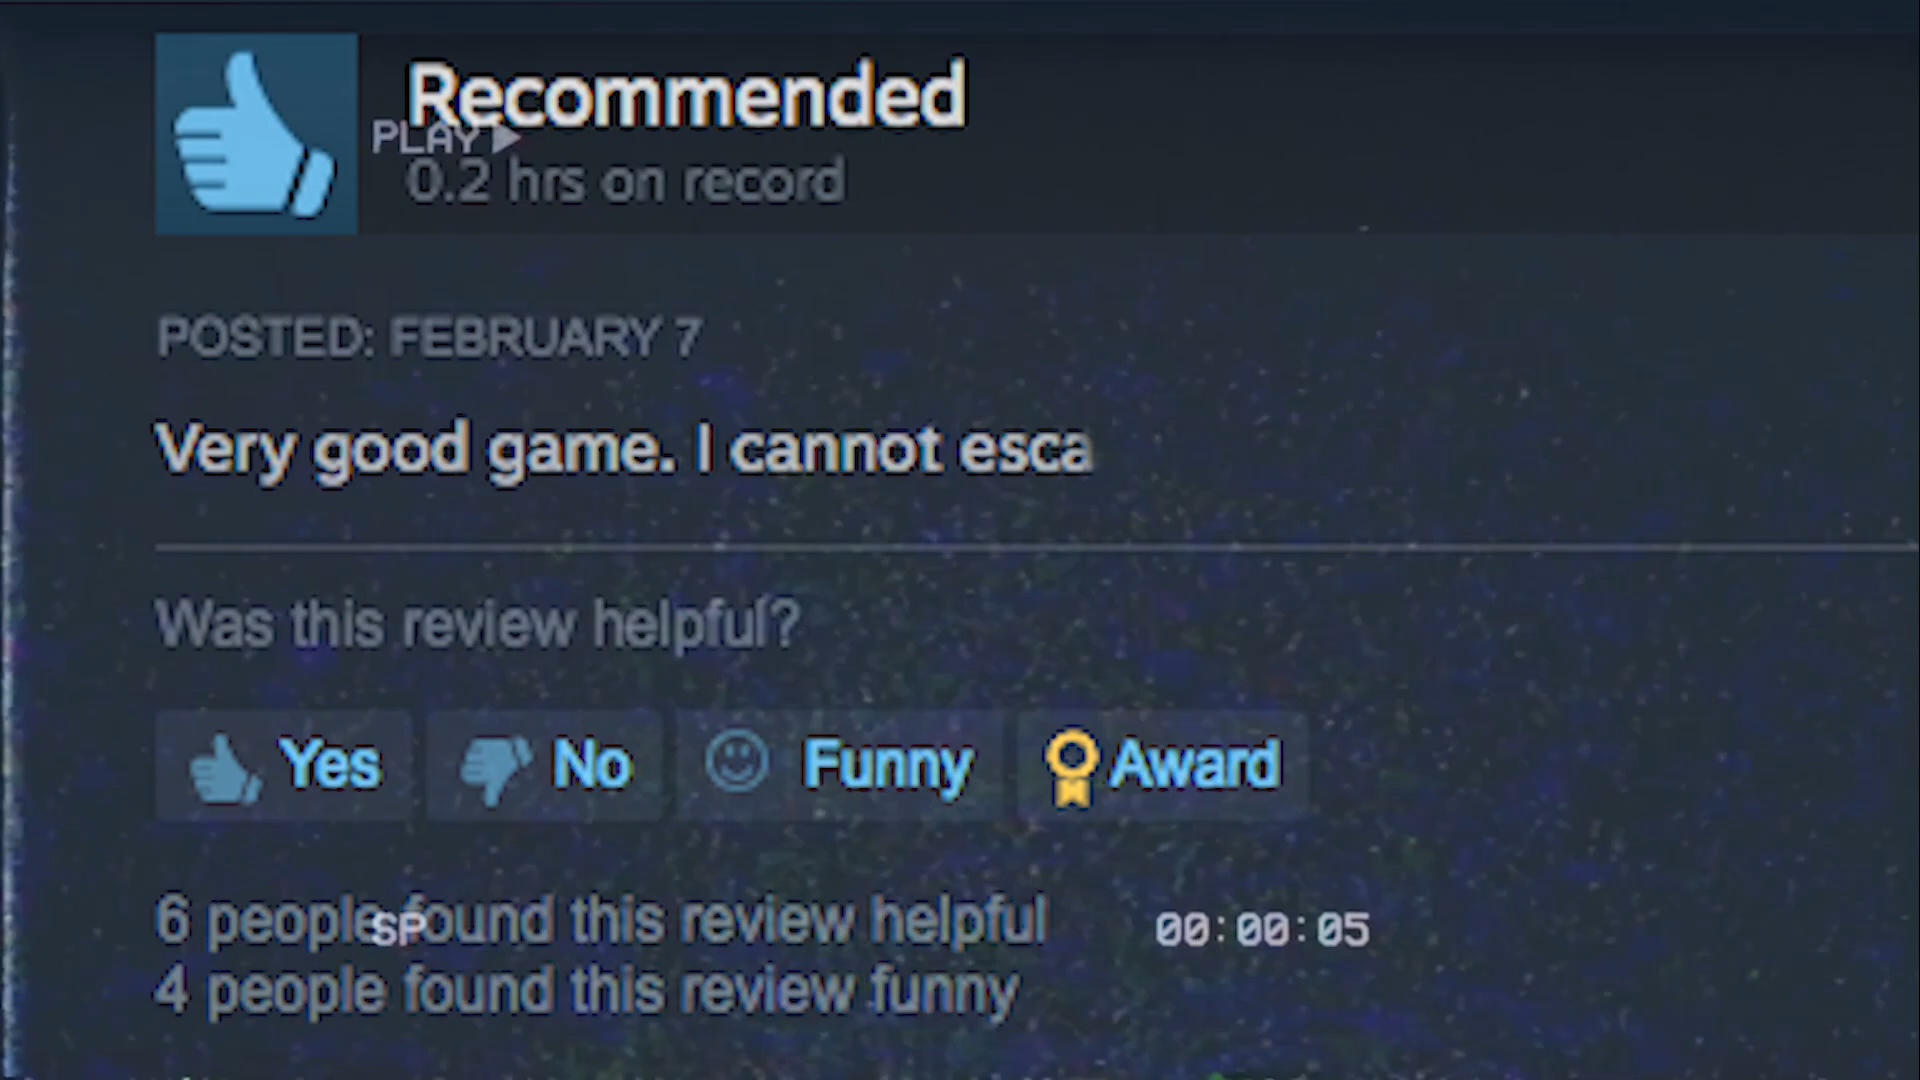 Recommended
PLAY
0.2 hrs on record
POSTED: FEBRUARY 7
Very good game. I cannot esca
Was this review helpful?
Yes No Funny Award
6 people found this review helpful
SP 00:00:05
4 people found this review funny